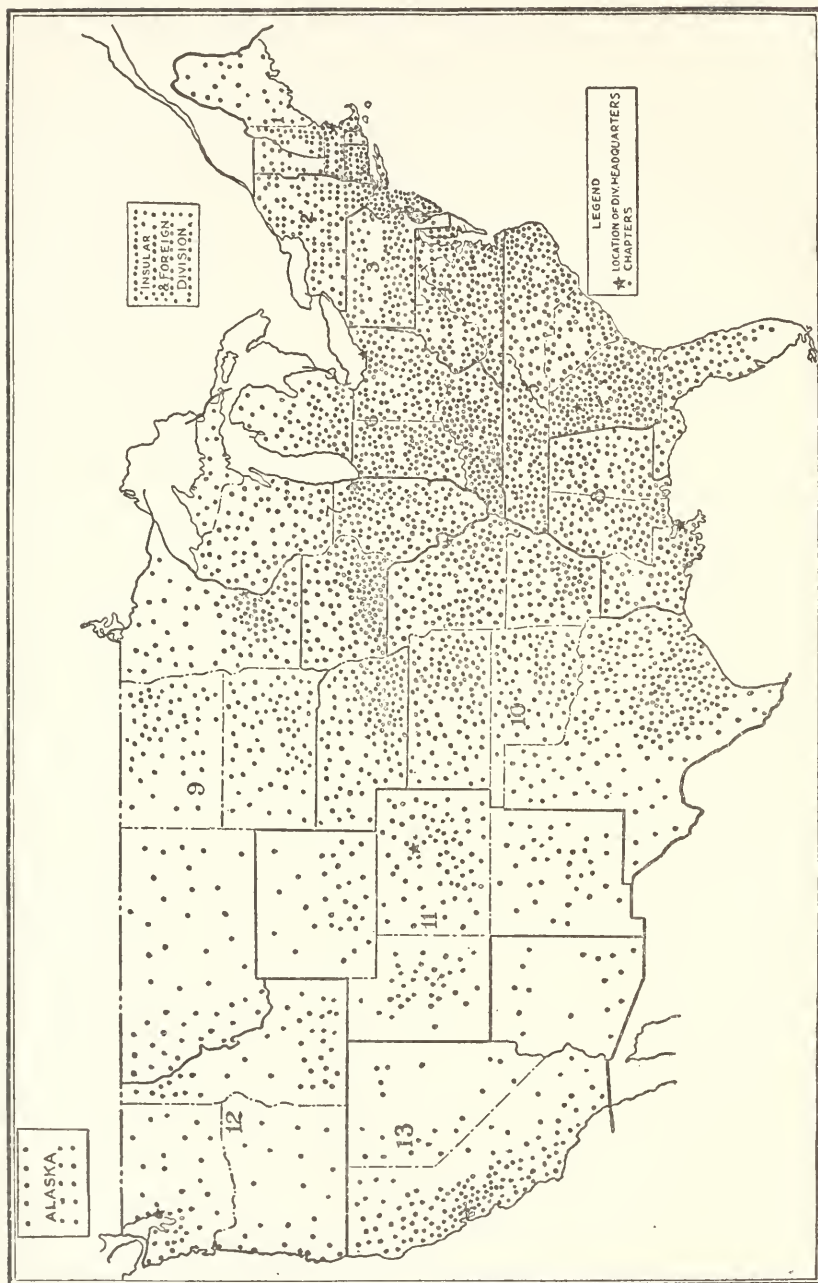 ALASKA
INSULAR
& FOREIGN
DIVISION
12
13
11
9
10
2
1
3
LEGEND
★ LOCATION OF DIV. HEADQUARTERS
• CHAPTERS